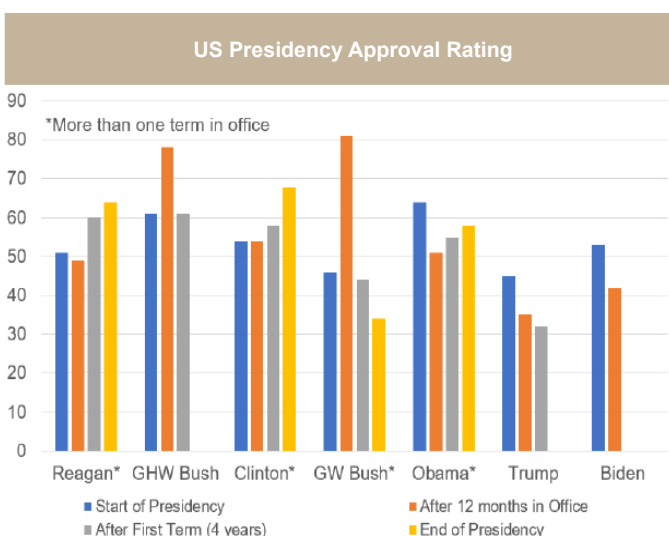 US Presidency Approval Rating
90
*More than one term in office
80
70
60
50
40
30
20
10
0
Reagan* GHW Bush Clinton* GW Bush* Obama* Trump Biden
Start of Presidency After 12 months in Office
After First Term (4 years) End of Presidency